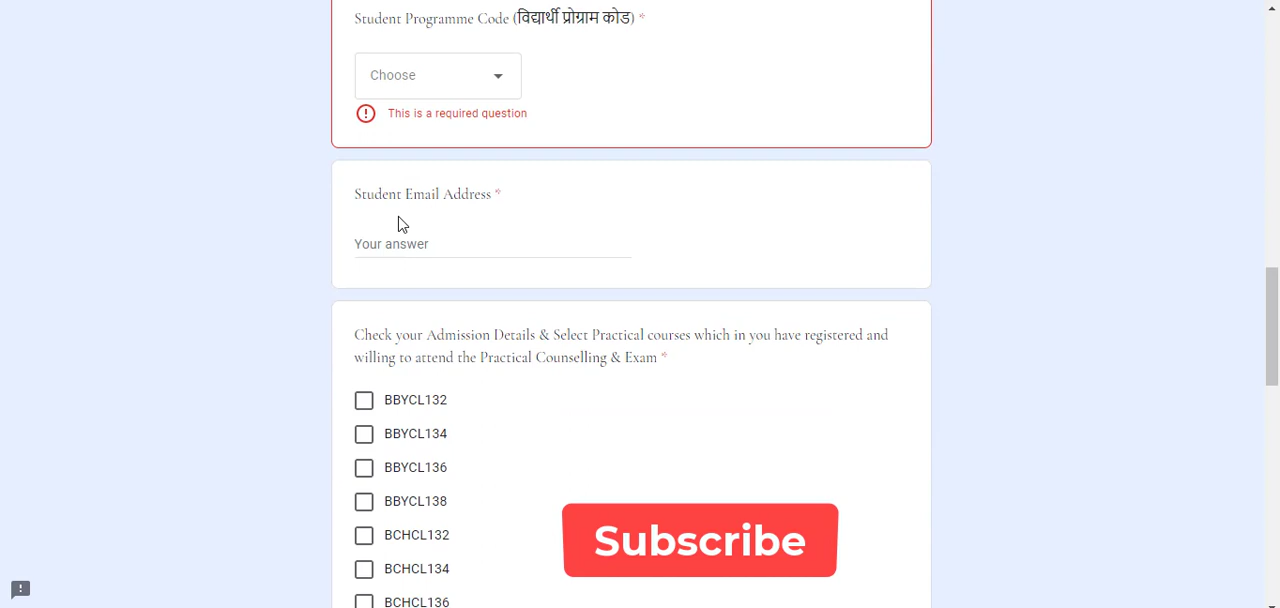 Student Programme Code (विद्यार्थी प्रोग्राम कोड) *
Choose
This is a required question
Student Email Address *
Your answer
Check your Admission Details & Select Practical courses which in you have registered and
willing to attend the Practical Counselling & Exam *
BBYCL132
BBYCL134
BBYCL136
BBYCL138
BCHCL132
BCHCL134
BCHCL136
Subscribe